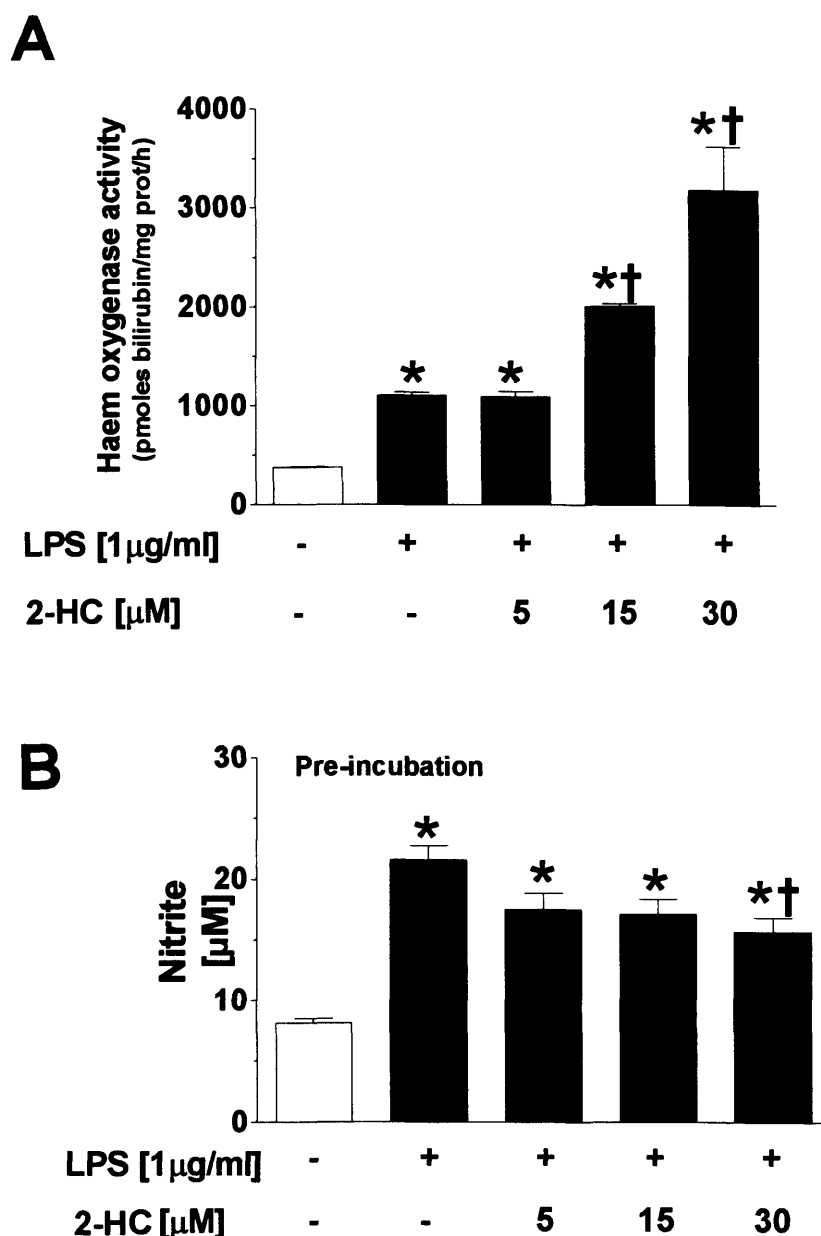 A
Haem oxygenase activity
(pmoles bilirubin/mg prot/h)
4000
3000
2000
1000
0
*
*
*†
*†
LPS [1μg/ml] - + + + +
2-HC [μM] - - 5 15 30
B
Pre-incubation
Nitrite
[μM]
30
20
10
0
*
*
*
*†
LPS [1μg/ml] - + + + +
2-HC [μM] - - 5 15 30